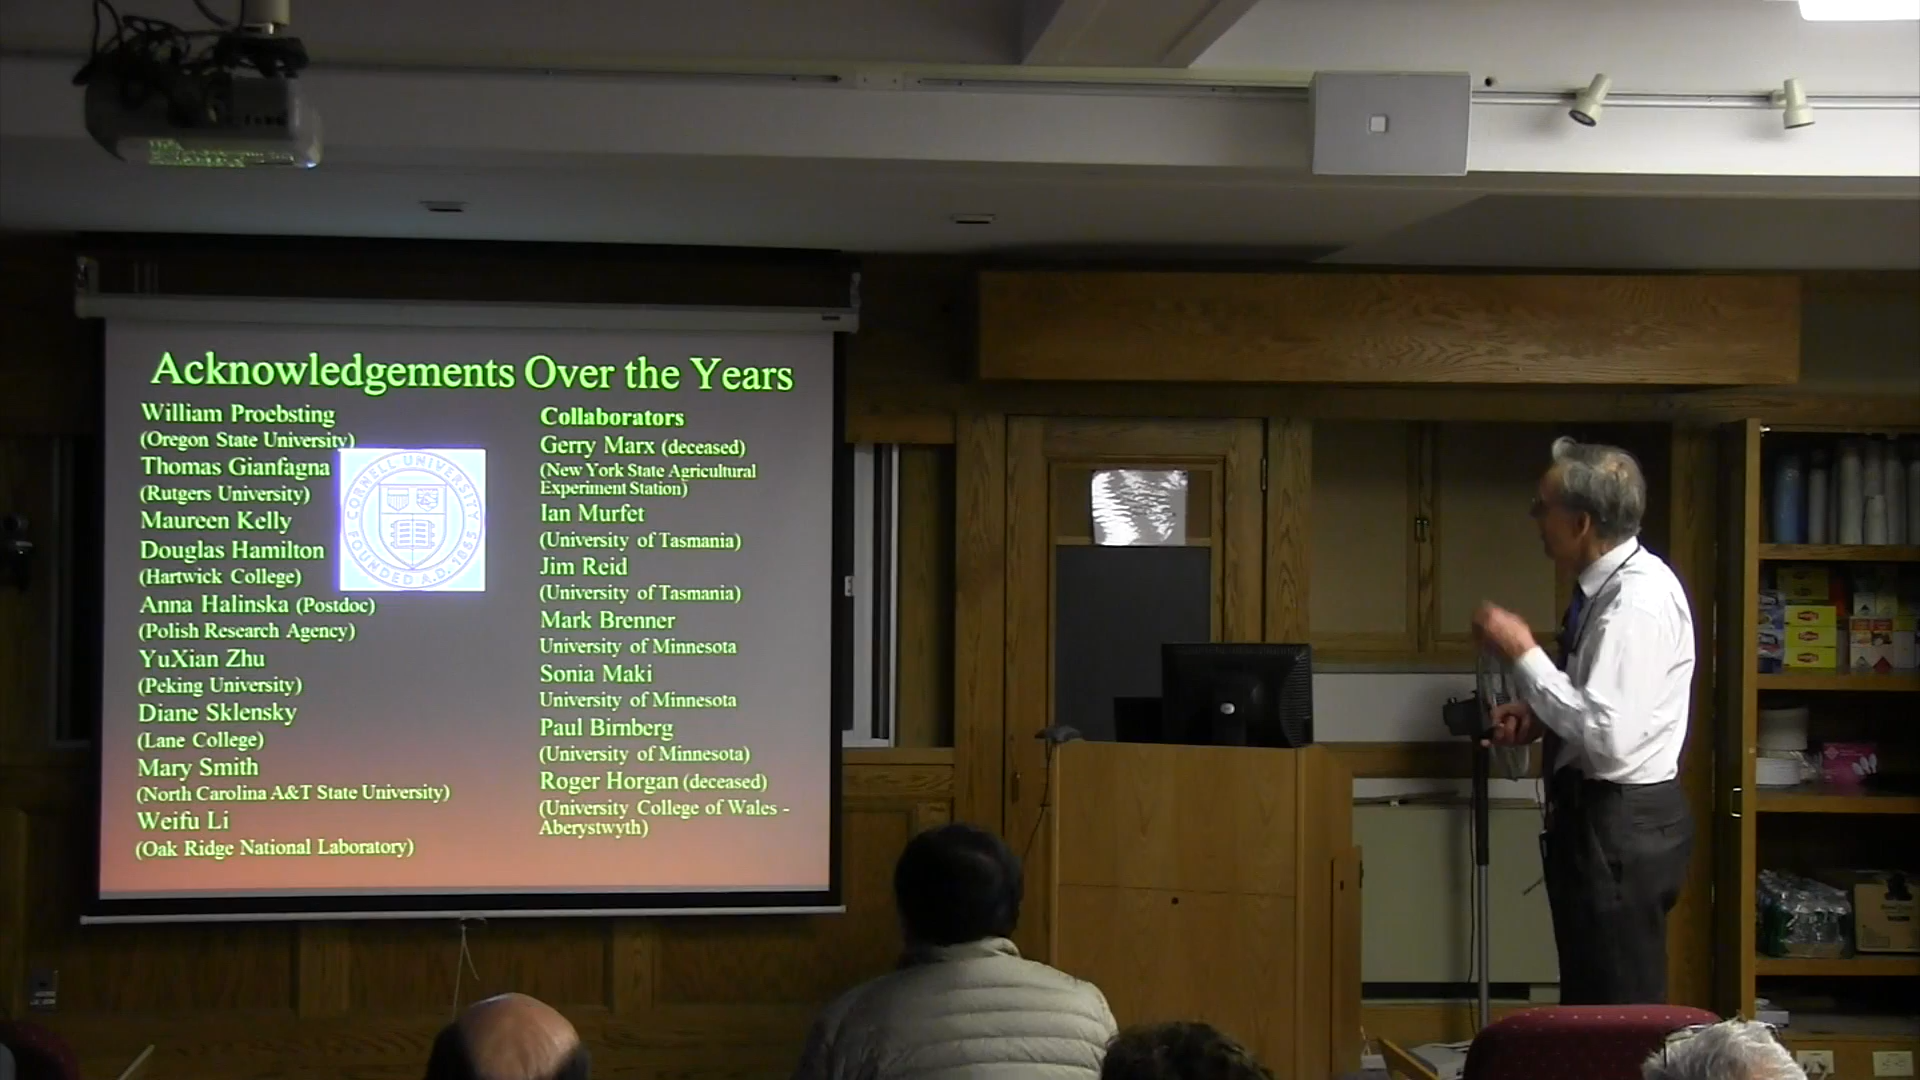 Acknowledgements Over the Years
William Proebsting
(Oregon State University)
Thomas Gianfagna
(Rutgers University)
Maureen Kelly
Douglas Hamilton
(Hartwick College)
Anna Halinska (Postdoc)
(Polish Research Agency)
YuXian Zhu
(Peking University)
Diane Sklensky
(Lane College)
Mary Smith
(North Carolina A&T State University)
Weifu Li
(Oak Ridge National Laboratory)
CORNELL UNIVERSITY
FOUNDED A.D. 1865
Collaborators
Gerry Marx (deceased)
(New York State Agricultural
Experiment Station)
Ian Murfet
(University of Tasmania)
Jim Reid
(University of Tasmania)
Mark Brenner
University of Minnesota
Sonia Maki
University of Minnesota
Paul Birnberg
(University of Minnesota)
Roger Horgan (deceased)
(University College of Wales -
Aberystwyth)